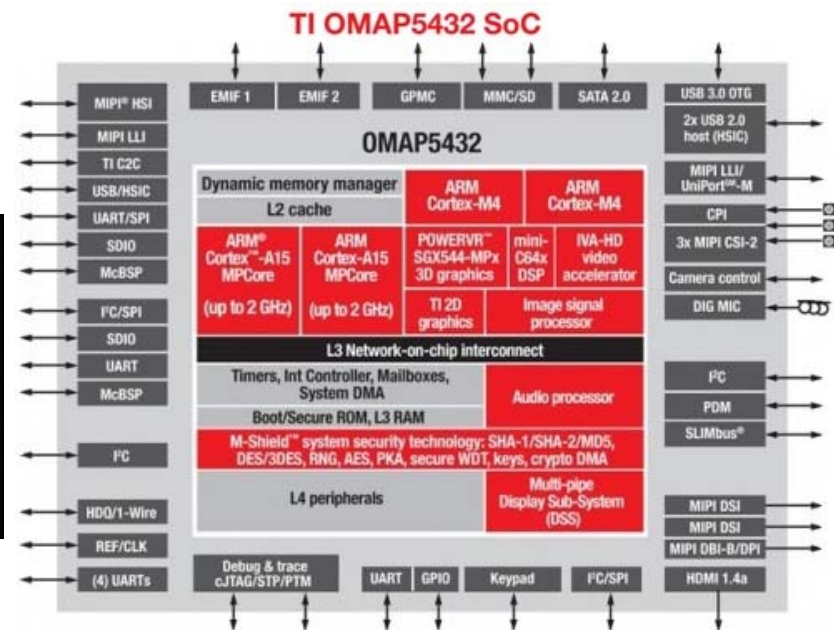 TI OMAP5432 SoC
EMIF 1
EMIF 2
GPMC
MMC/SD
SATA 2.0
USB 3.0 OTG
MIPI® HSI
MIPI LLI
TI C2C
USB/HSIC
UART/SPI
SDIO
McBSP
I²C/SPI
SDIO
UART
McBSP
I²C
HDQ/1-Wire
REF/CLK
(4) UARTs
OMAP5432
Dynamic memory manager
L2 cache
ARM
Cortex-M4
ARM
Cortex-M4
ARM®
Cortex™-A15
MPCore
(up to 2 GHz)
ARM
Cortex-A15
MPCore
(up to 2 GHz)
POWERVR™
SGX544-MPx
3D graphics
mini-
C64x
DSP
IVA-HD
video
accelerator
TI 2D
graphics
Image signal
processor
L3 Network-on-chip interconnect
Timers, Int Controller, Mailboxes,
System DMA
Boot/Secure ROM, L3 RAM
Audio processor
M-Shield™ system security technology: SHA-1/SHA-2/MD5,
DES/3DES, RNG, AES, PKA, secure WDT, keys, crypto DMA
L4 peripherals
Multi-pipe
Display Sub-System
(DSS)
2x USB 2.0
host (HSIC)
MIPI LLI/
UniPort℠-M
CPI
3x MIPI CSI-2
Camera control
DIG MIC
I²C
PDM
SLIMbus®
MIPI DSI
MIPI DSI
MIPI DBI-B/DPI
HDMI 1.4a
Debug & trace
cJTAG/STP/PTM
UART
GPIO
Keypad
I²C/SPI